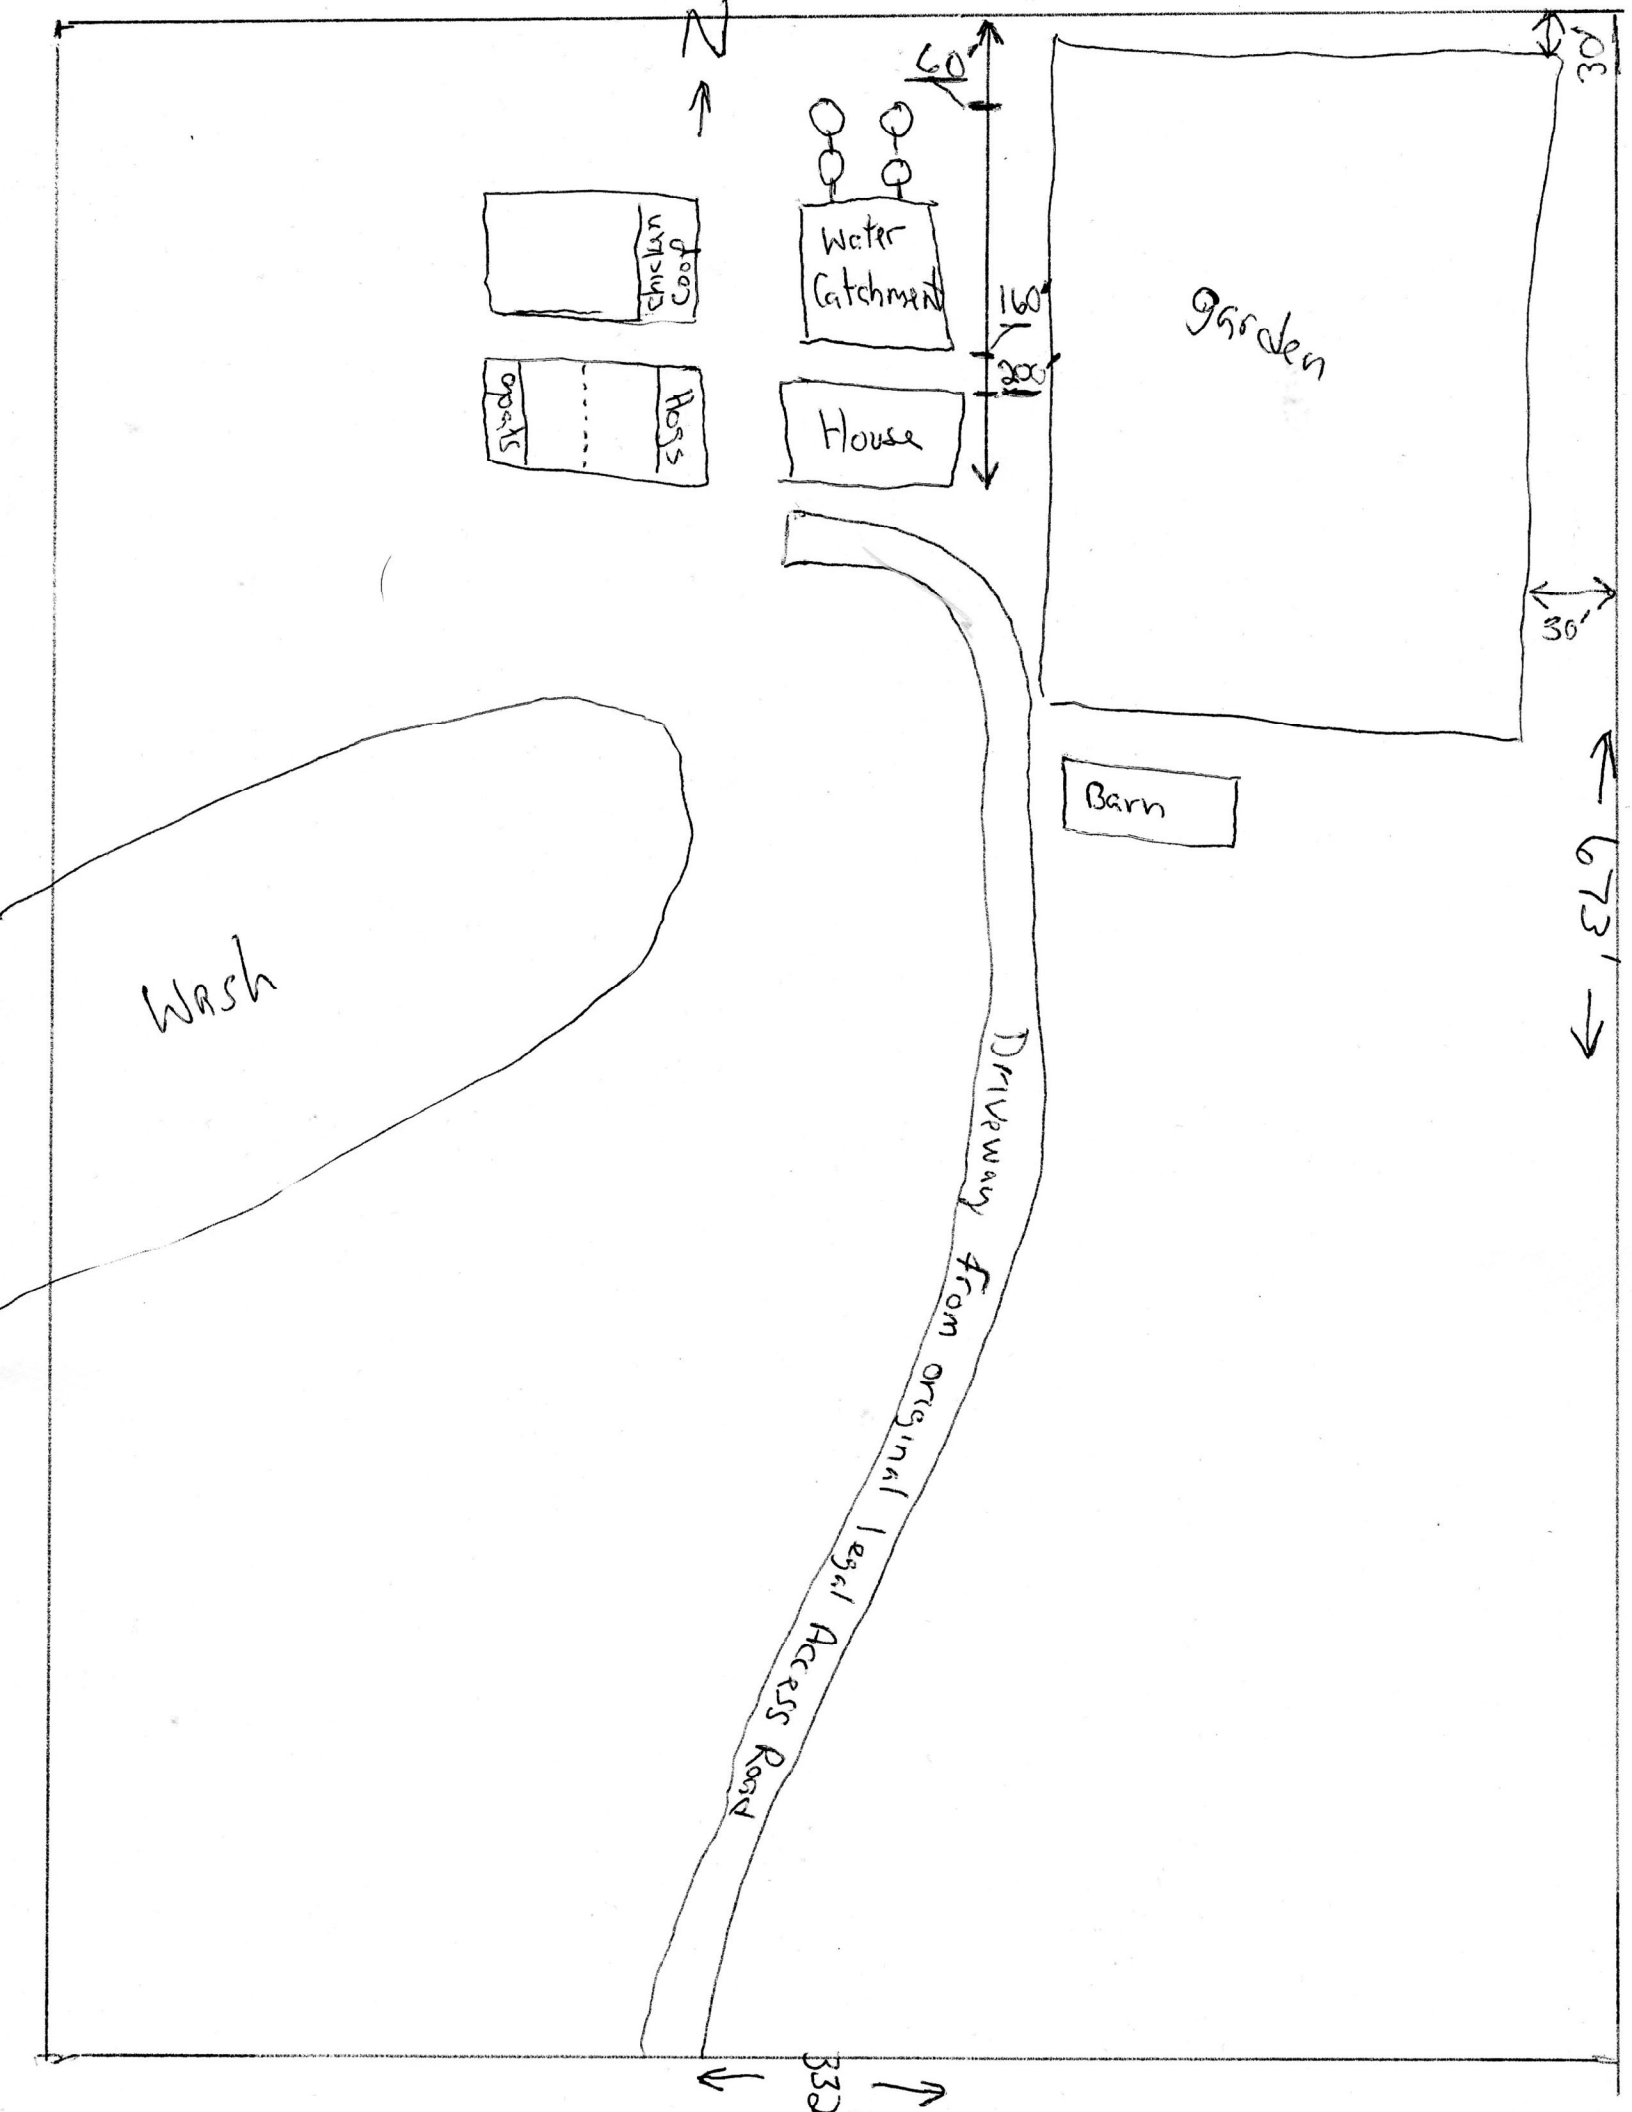 N
60'
30'
Water
Catchment
chicken
Coop
160'
200'
garden
goats
Hogs
House
30'
Barn
673'
Wash
Driveway from original legal Access Road
332